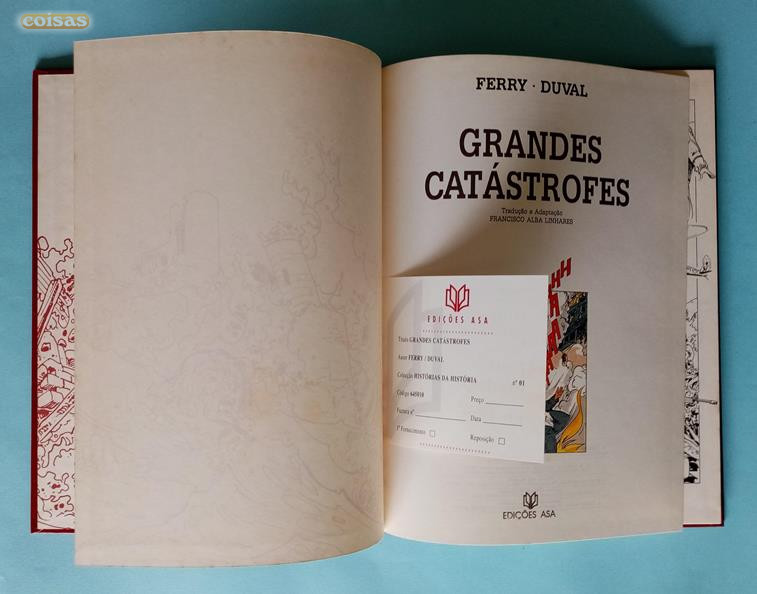 coisas
FERRY · DUVAL
GRANDES
CATÁSTROFES
Tradução e Adaptação
FRANCISCO ALBA LINHARES
EDIÇÕES ASA
Título GRANDES CATÁSTROFES
Autor FERRY / DUVAL
Colecção HISTÓRIAS DA HISTÓRIA nº 01
Código 645010 Preço
Factura nº Data
1º Fornecimento Reposição
EDIÇÕES ASA